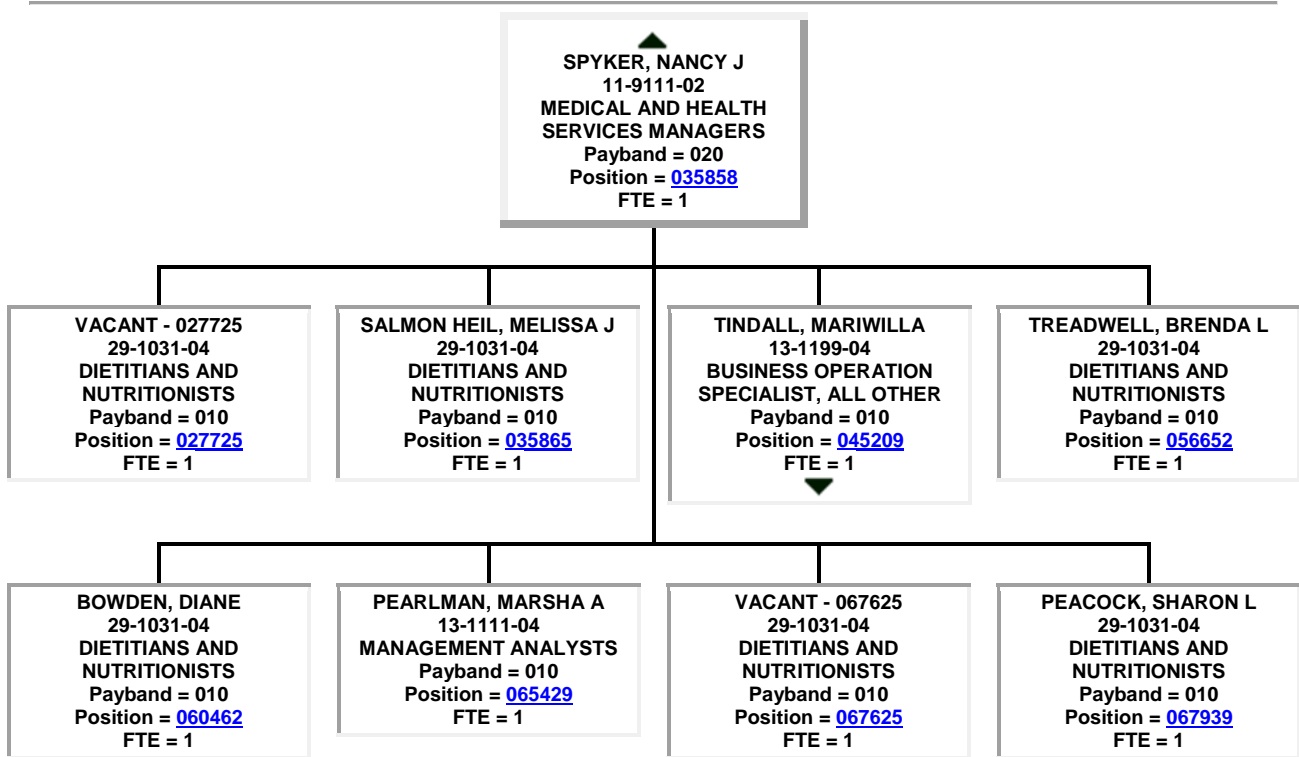 SPYKER, NANCY J
11-9111-02
MEDICAL AND HEALTH
SERVICES MANAGERS
Payband = 020
Position = 035858
FTE = 1
VACANT - 027725
29-1031-04
DIETITIANS AND
NUTRITIONISTS
Payband = 010
Position = 027725
FTE = 1
SALMON HEIL, MELISSA J
29-1031-04
DIETITIANS AND
NUTRITIONISTS
Payband = 010
Position = 035865
FTE = 1
TINDALL, MARIWILLA
13-1199-04
BUSINESS OPERATION
SPECIALIST, ALL OTHER
Payband = 010
Position = 045209
FTE = 1
TREADWELL, BRENDA L
29-1031-04
DIETITIANS AND
NUTRITIONISTS
Payband = 010
Position = 056652
FTE = 1
BOWDEN, DIANE
29-1031-04
DIETITIANS AND
NUTRITIONISTS
Payband = 010
Position = 060462
FTE = 1
PEARLMAN, MARSHA A
13-1111-04
MANAGEMENT ANALYSTS
Payband = 010
Position = 065429
FTE = 1
VACANT - 067625
29-1031-04
DIETITIANS AND
NUTRITIONISTS
Payband = 010
Position = 067625
FTE = 1
PEACOCK, SHARON L
29-1031-04
DIETITIANS AND
NUTRITIONISTS
Payband = 010
Position = 067939
FTE = 1